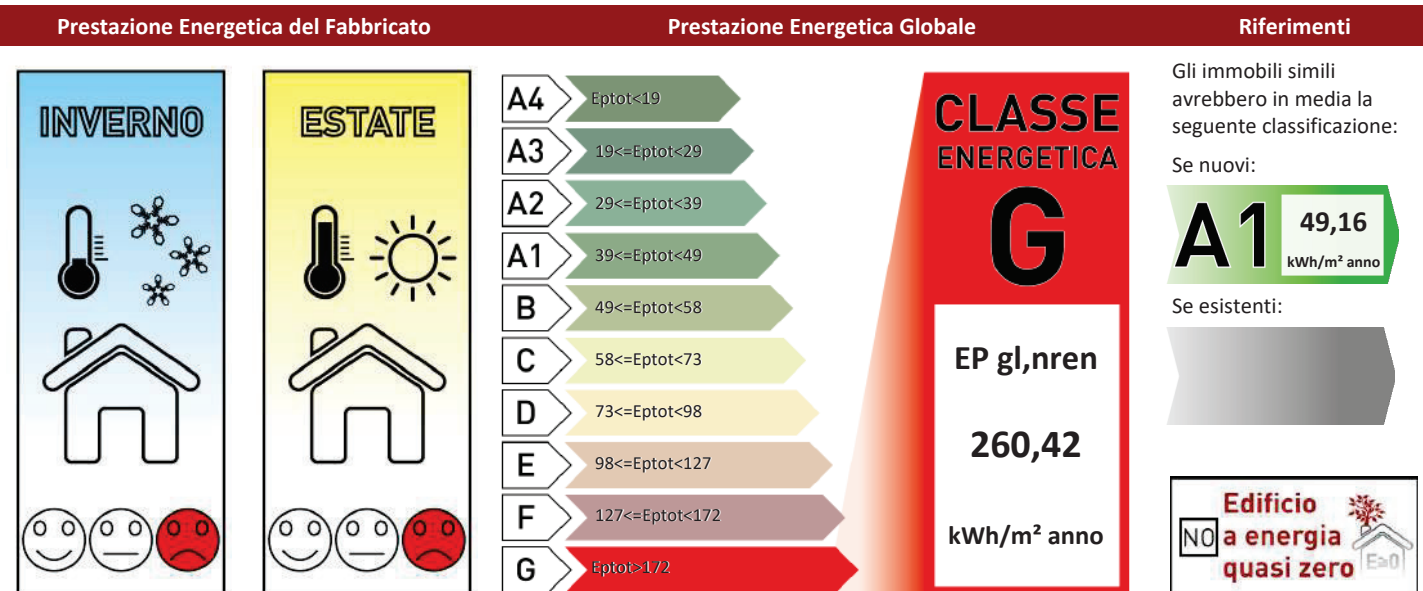 Prestazione Energetica del Fabbricato
Prestazione Energetica Globale
Riferimenti
INVERNO
ESTATE
A4
Eptot<19
A3
19<=Eptot<29
A2
29<=Eptot<39
A1
39<=Eptot<49
B
49<=Eptot<58
C
58<=Eptot<73
D
73<=Eptot<98
E
98<=Eptot<127
F
127<=Eptot<172
G
Eptot>172
CLASSE
ENERGETICA
G
EP gl,nren
260,42
kWh/m² anno
Gli immobili simili
avrebbero in media la
seguente classificazione:
Se nuovi:
A1
49,16
kWh/m² anno
Se esistenti:
Edificio
NO a energia
quasi zero
E≥0